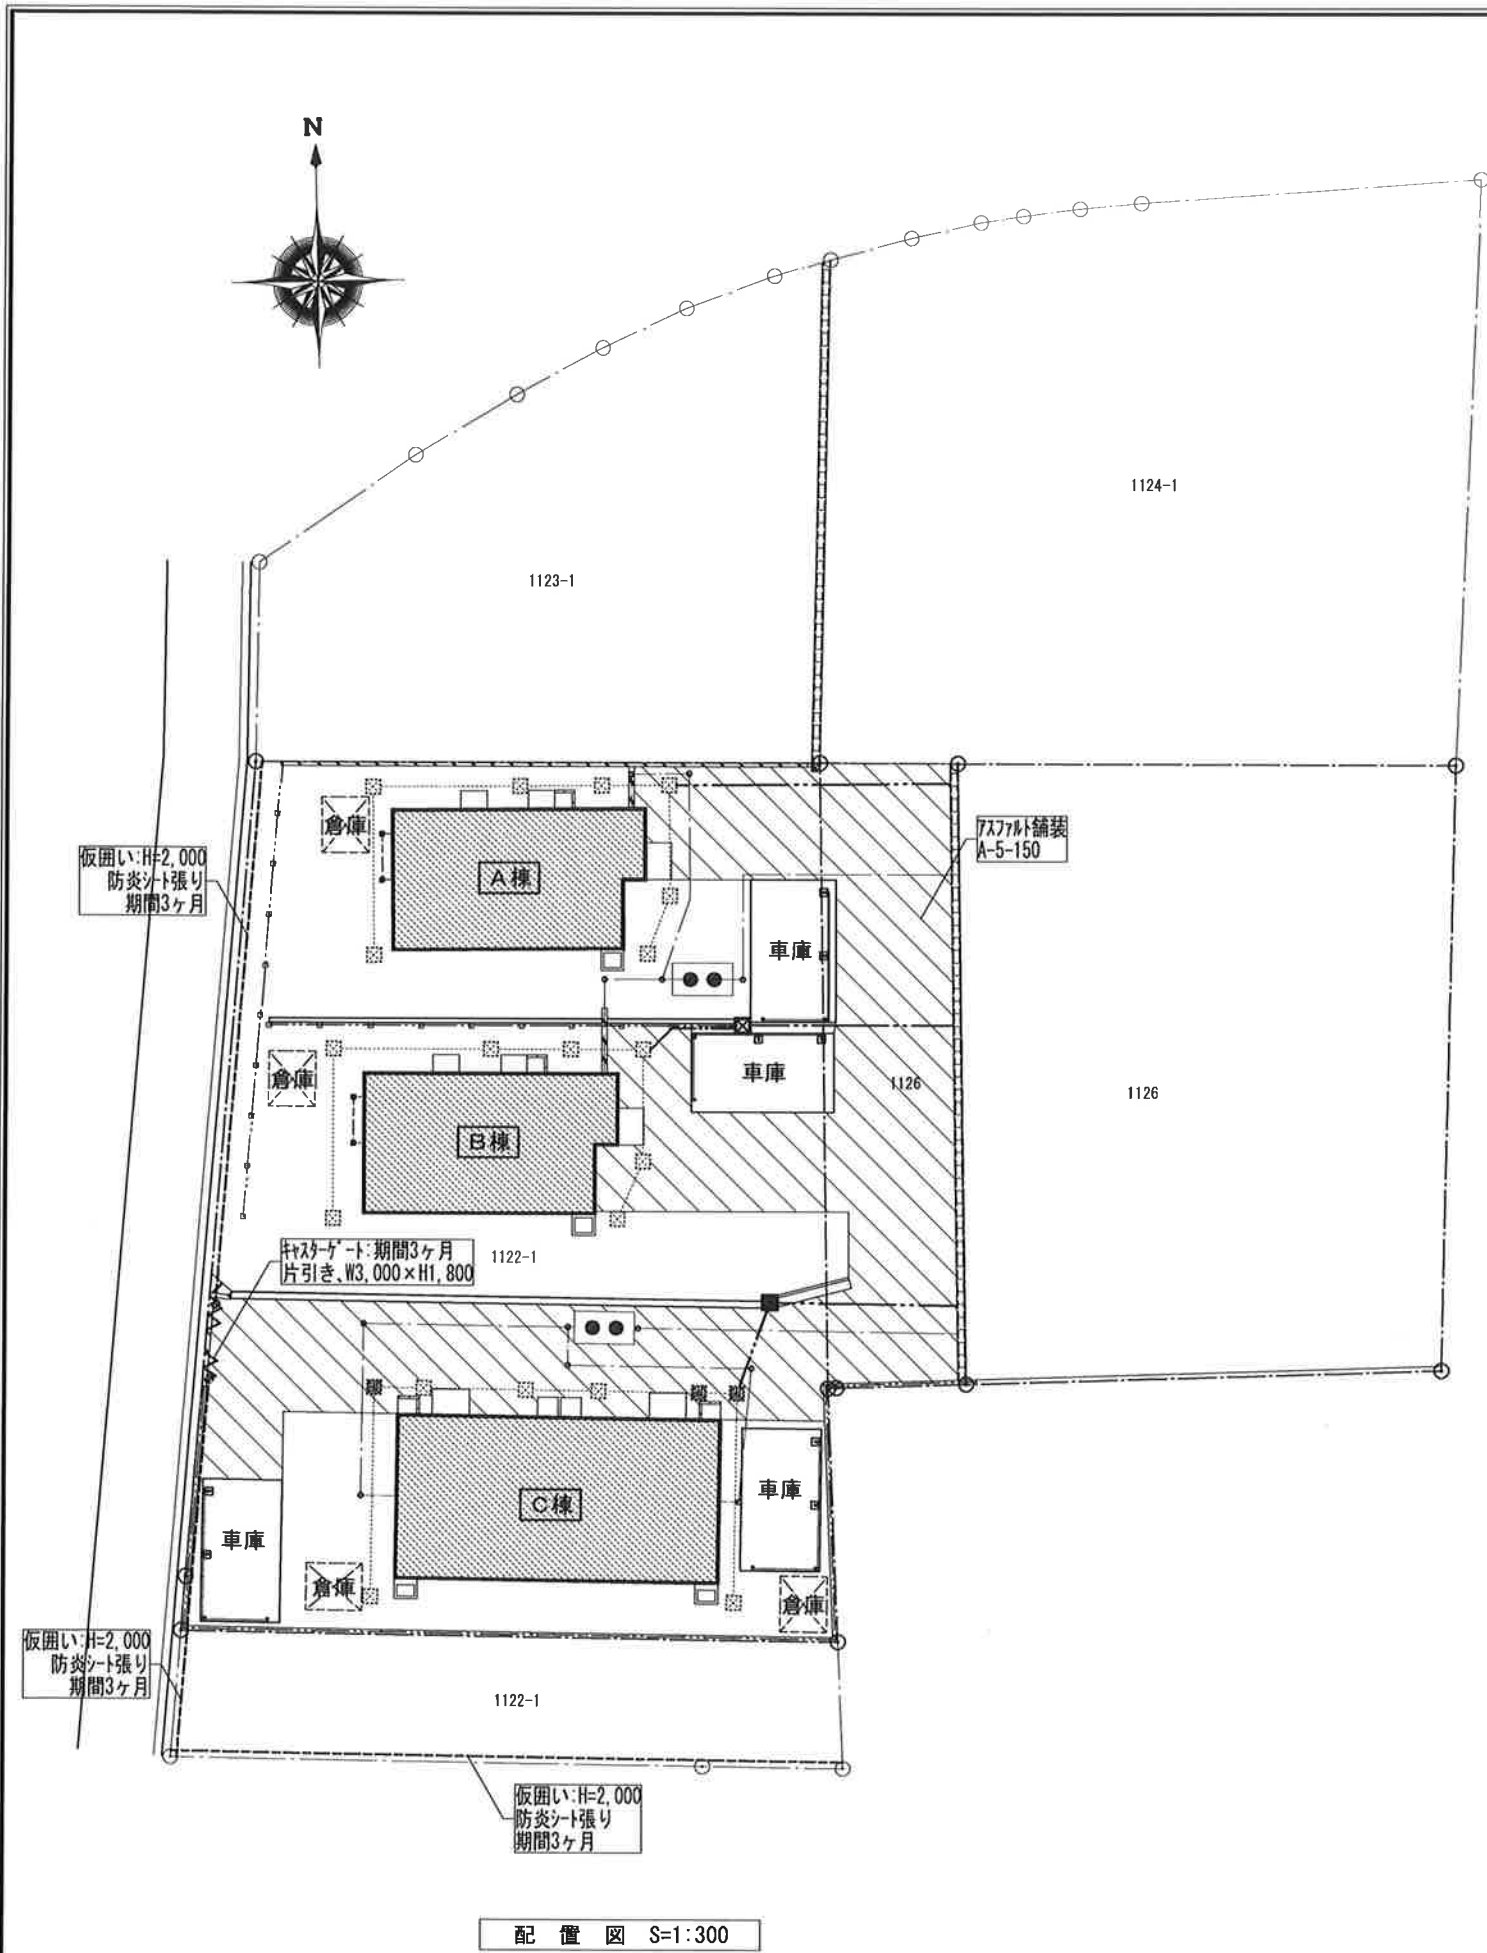 N
1124-1
1123-1
仮囲い:H=2,000
防炎シート張り
期間3ヶ月
アスファルト舗装
A-5-150
倉庫
A棟
車庫
倉庫
車庫
1126
1126
B棟
キャスターゲート:期間3ヶ月
片引き、W3,000×H1,800
1122-1
C棟
車庫
車庫
倉庫
倉庫
仮囲い:H=2,000
防炎シート張り
期間3ヶ月
1122-1
仮囲い:H=2,000
防炎シート張り
期間3ヶ月
配置図 S=1:300